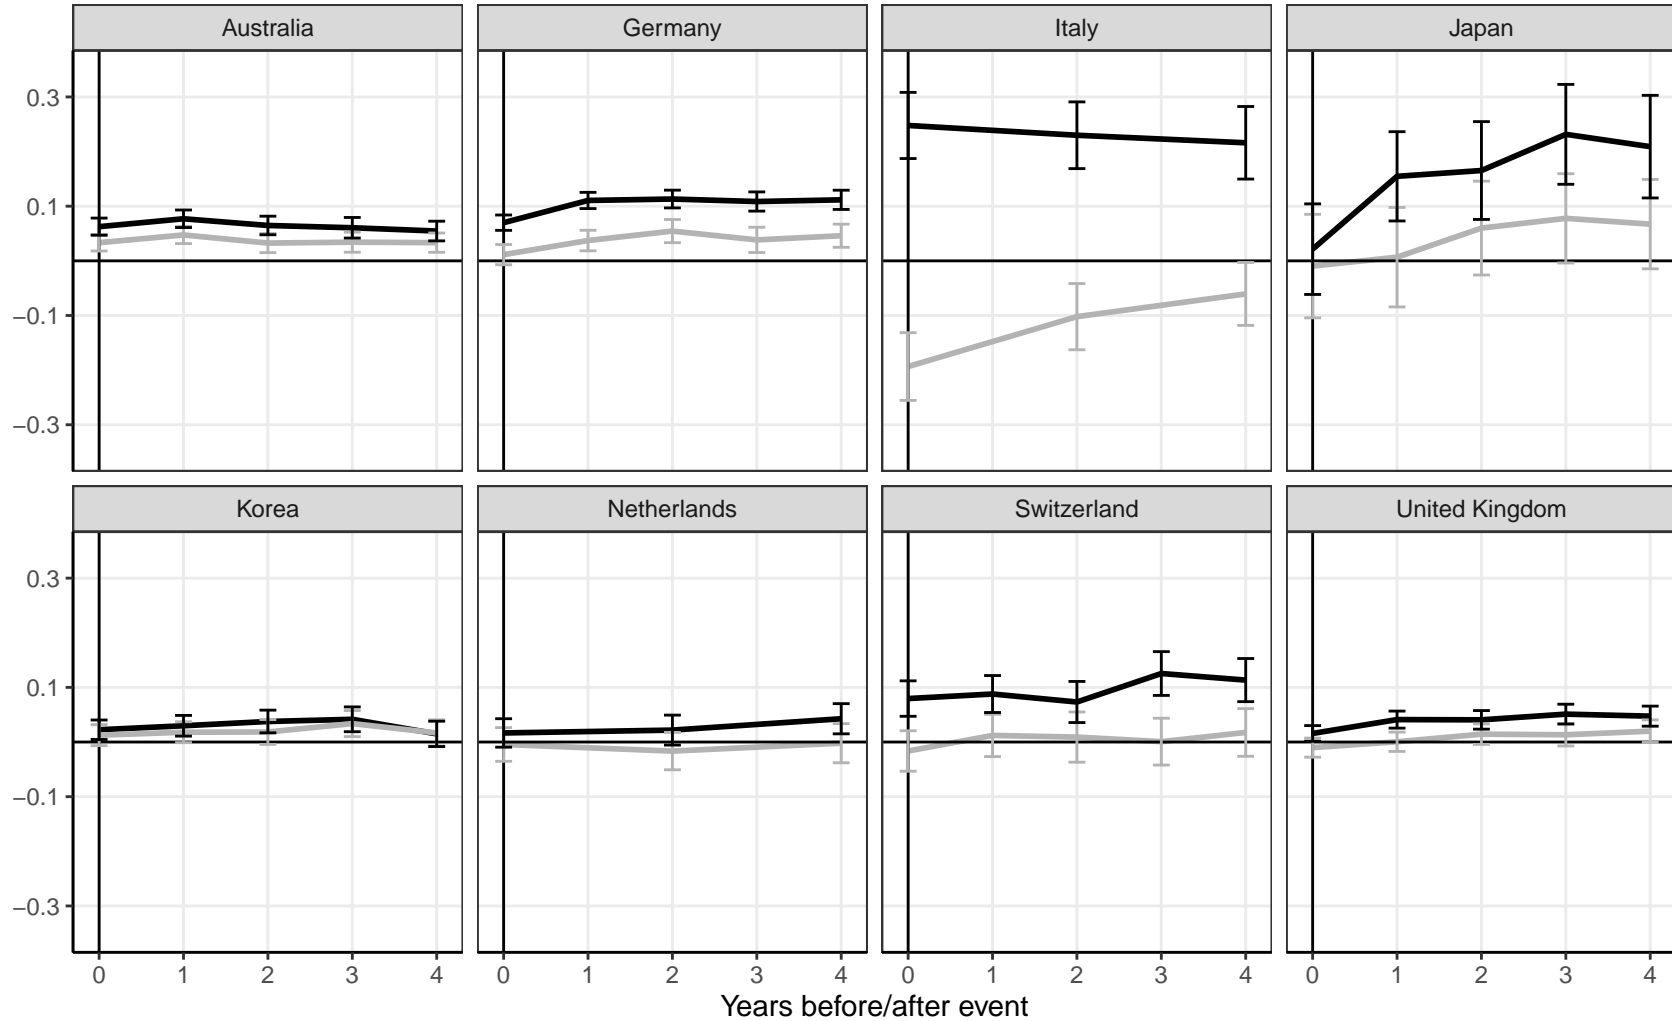 Australia Germany Italy Japan
0.3
0.1
−0.1
−0.3
Korea Netherlands Switzerland United Kingdom
0.3
0.1
−0.1
−0.3
0 1 2 3 4 0 1 2 3 4 0 1 2 3 4 0 1 2 3 4
Years before/after event